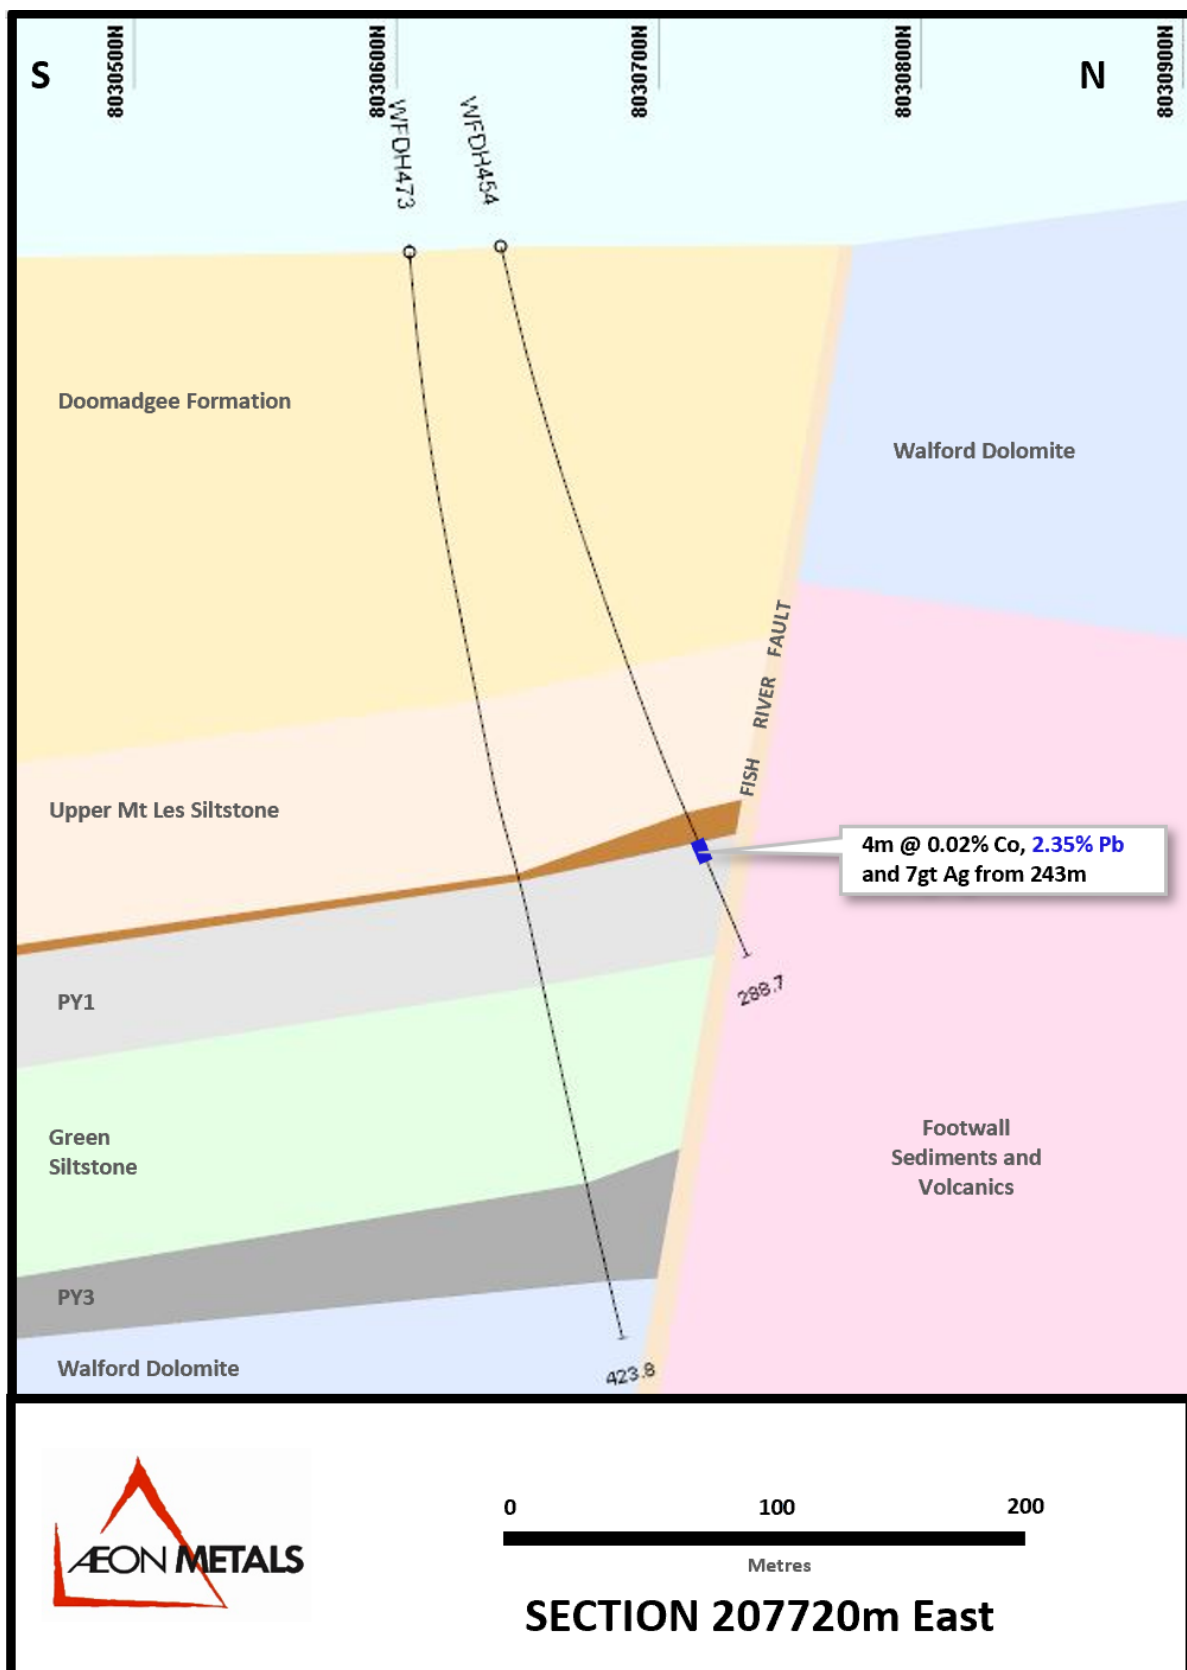 8030500N
8030600N
8030700N
8030800N
8030900N
S
N
WFDH473
WFDH454
Doomadgee Formation
Walford Dolomite
FISH RIVER FAULT
Upper Mt Les Siltstone
4m @ 0.02% Co, 2.35% Pb
and 7gt Ag from 243m
288.7
PY1
Green
Siltstone
Footwall
Sediments and
Volcanics
PY3
Walford Dolomite
423.8
ÆON METALS
0 100 200
Metres
SECTION 207720m East